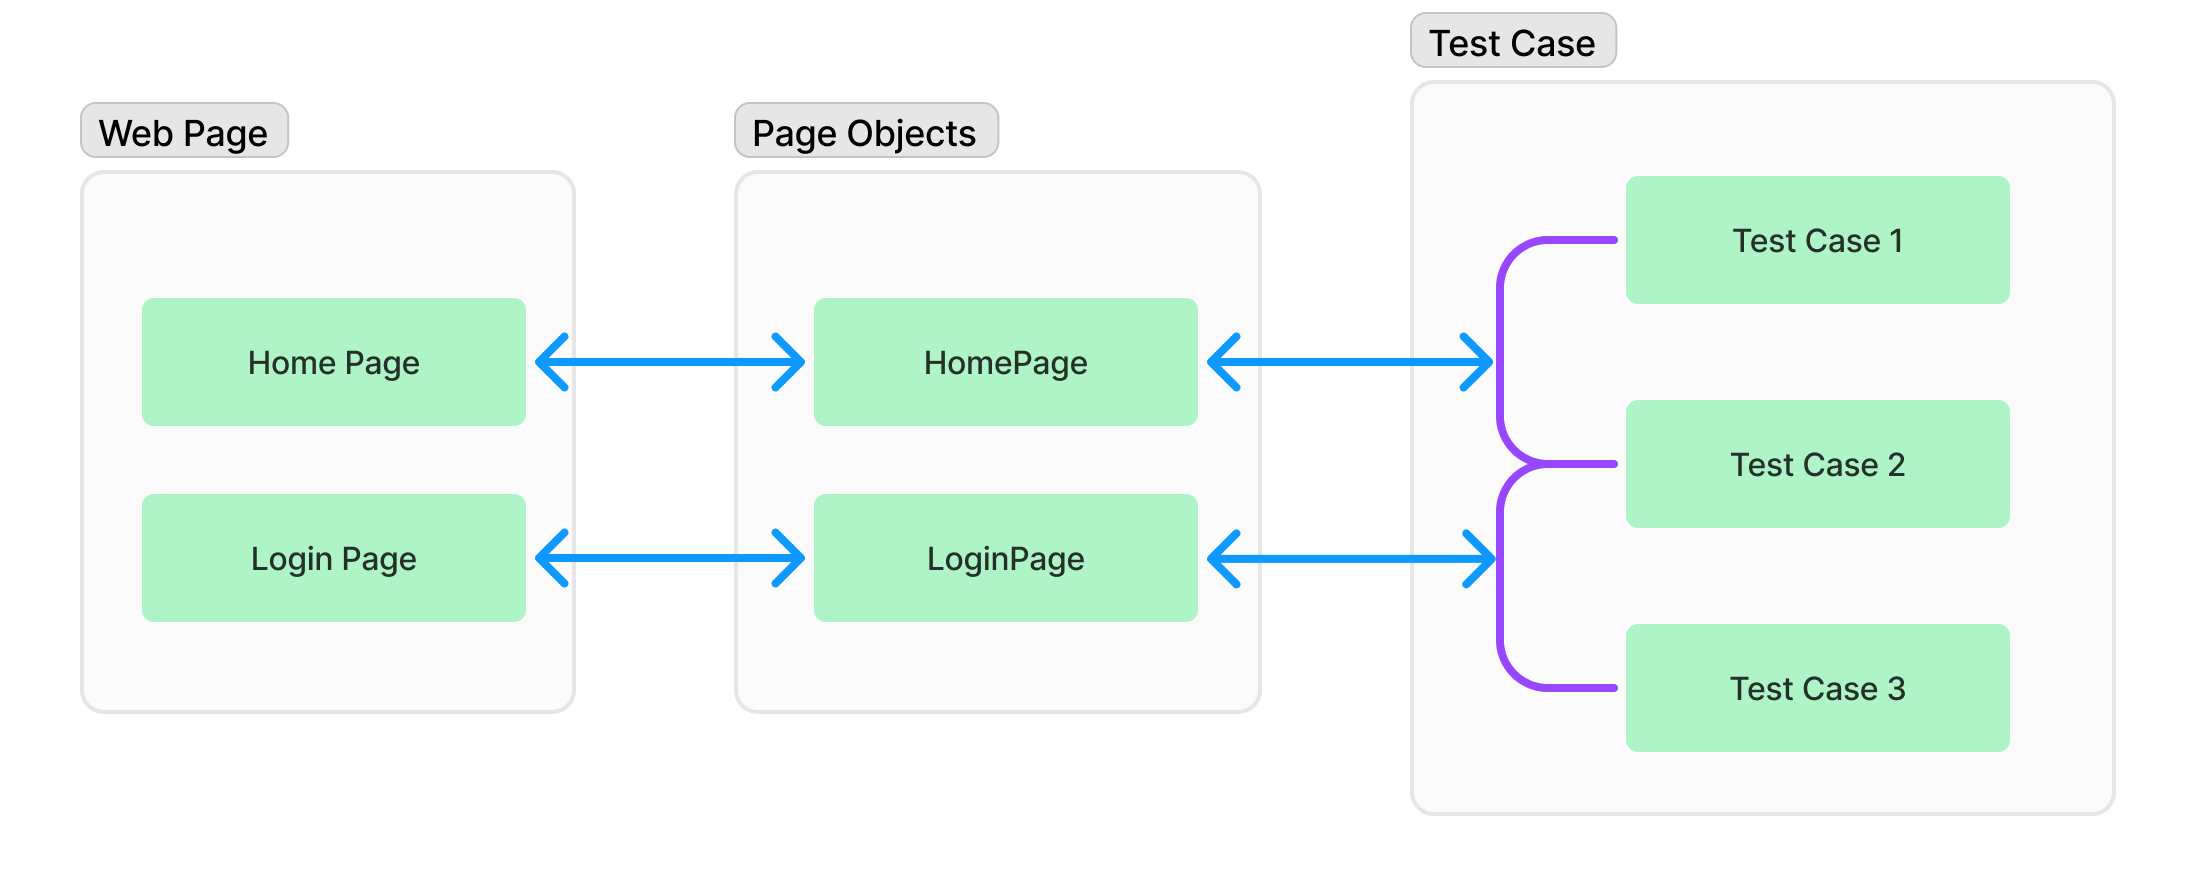 Web Page
Home Page
Login Page
Page Objects
HomePage
LoginPage
Test Case
Test Case 1
Test Case 2
Test Case 3